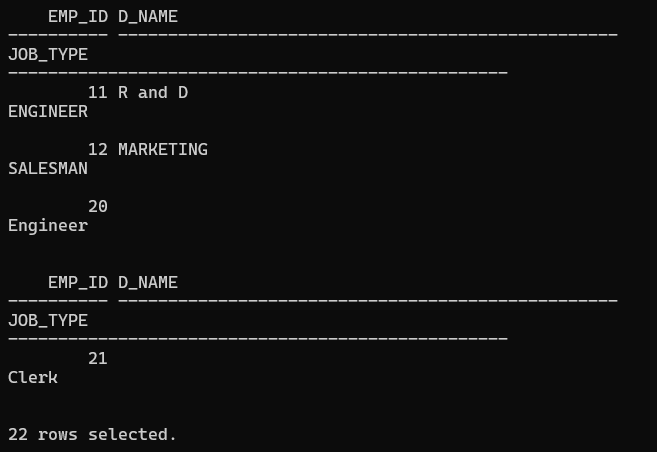 EMP_ID D_NAME
---------- --------------------------------------------------
JOB_TYPE
--------------------------------------------------
        11 R and D
ENGINEER

        12 MARKETING
SALESMAN

        20
Engineer


    EMP_ID D_NAME
---------- --------------------------------------------------
JOB_TYPE
--------------------------------------------------
        21
Clerk


22 rows selected.